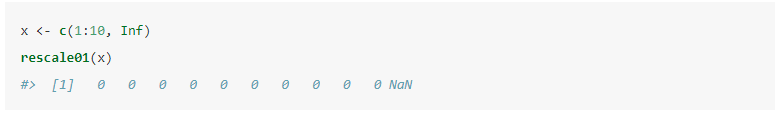 x <- c(1:10, Inf)
rescale01(x)
#>  [1]   0   0   0   0   0   0   0   0   0   0 NaN